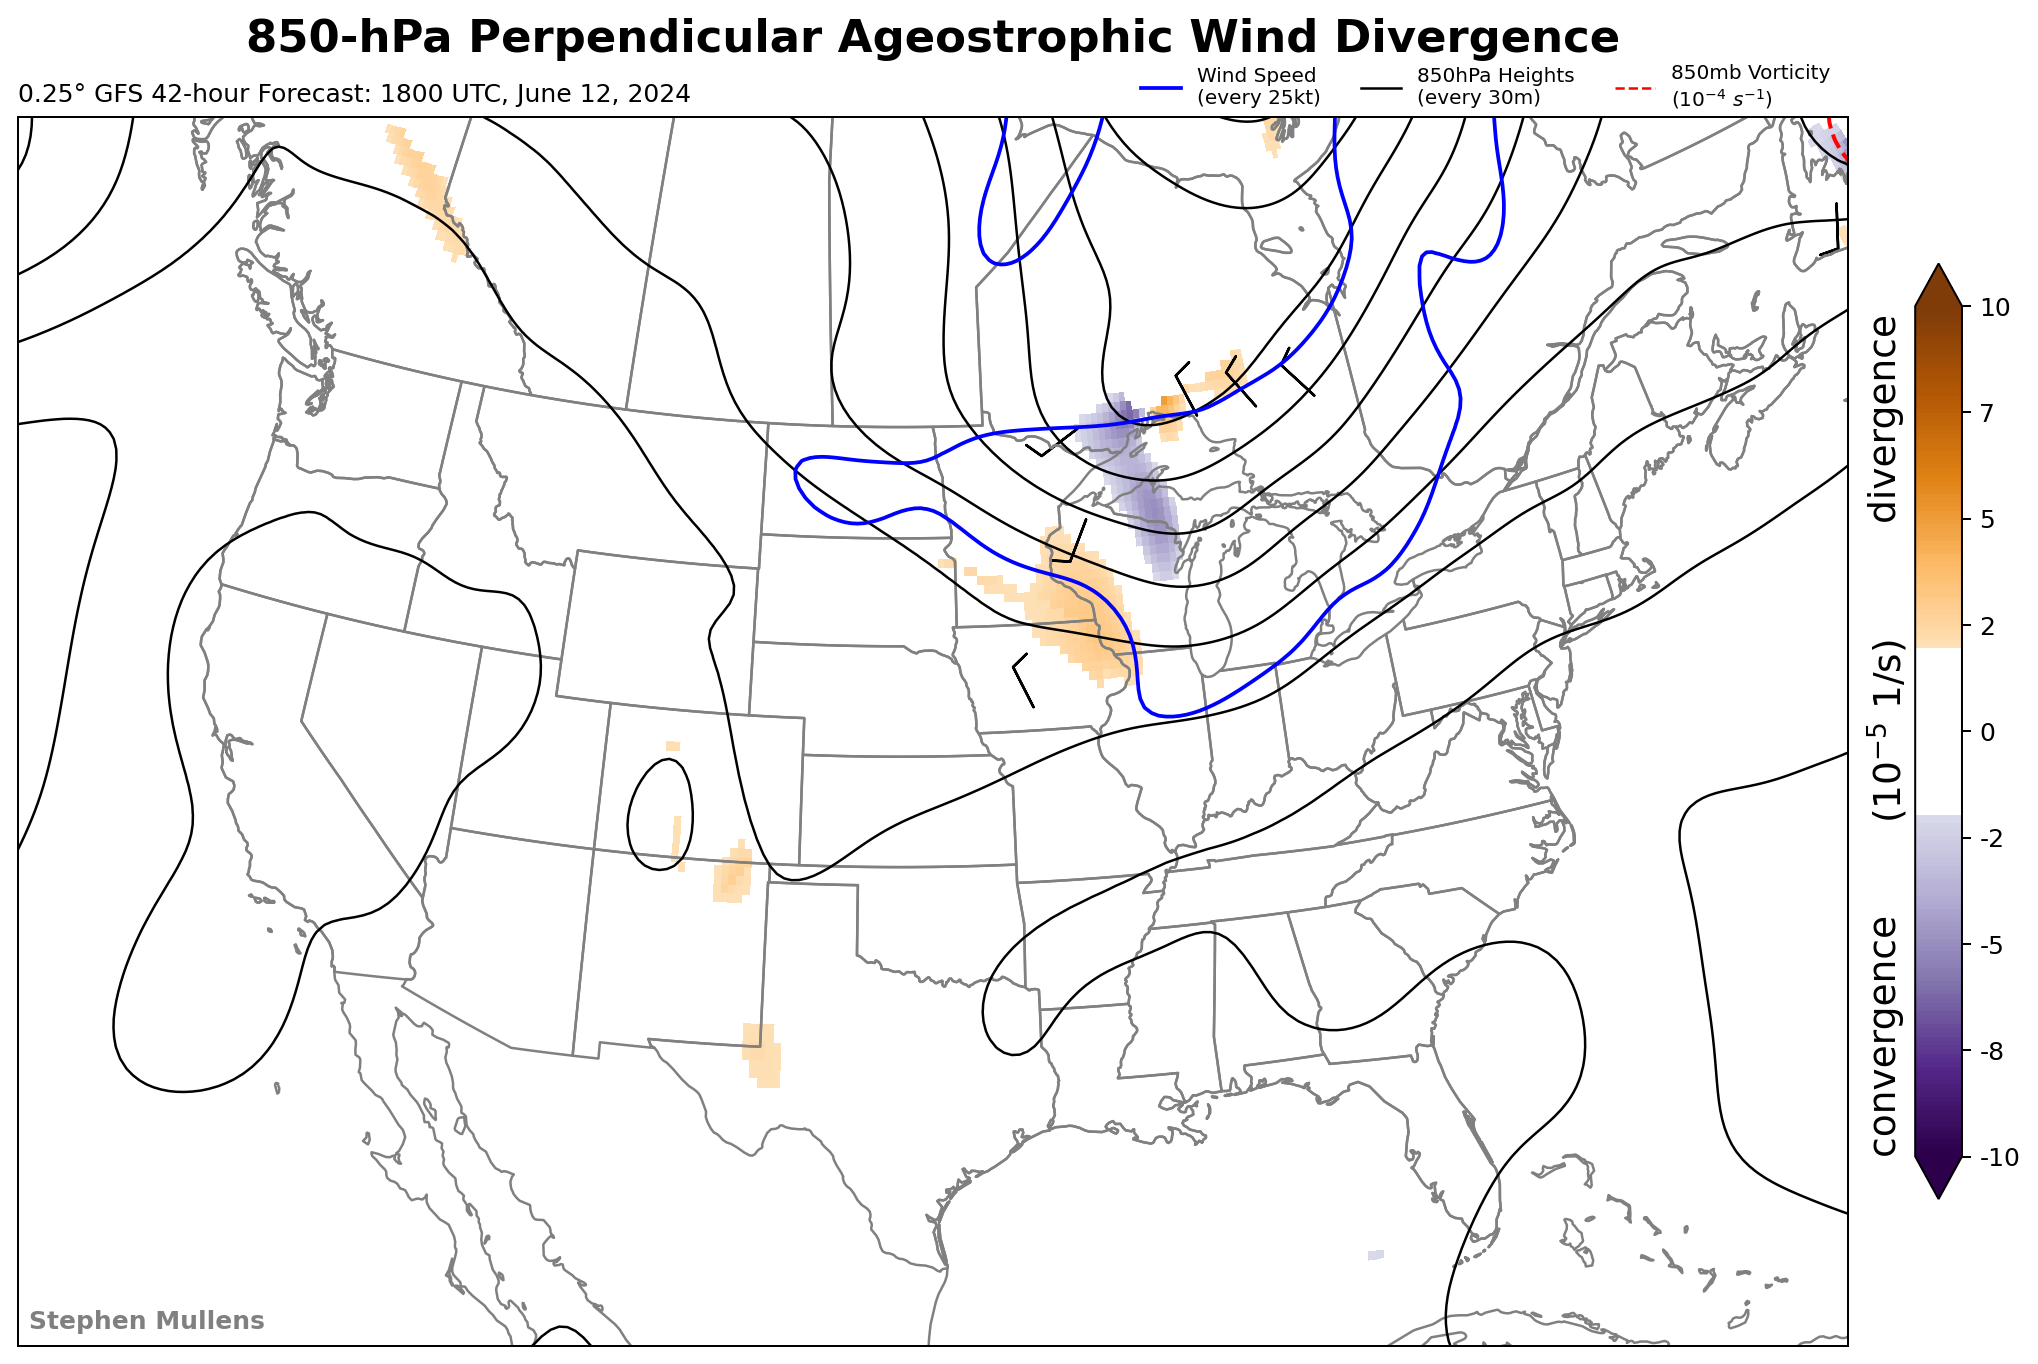 850-hPa Perpendicular Ageostrophic Wind Divergence
0.25° GFS 42-hour Forecast: 1800 UTC, June 12, 2024
Wind Speed
(every 25kt)
850hPa Heights
(every 30m)
850mb Vorticity
(10⁻⁴ s⁻¹)
10
7
5
2
0
-2
-5
-8
-10
convergence (10⁻⁵ 1/s) divergence
Stephen Mullens